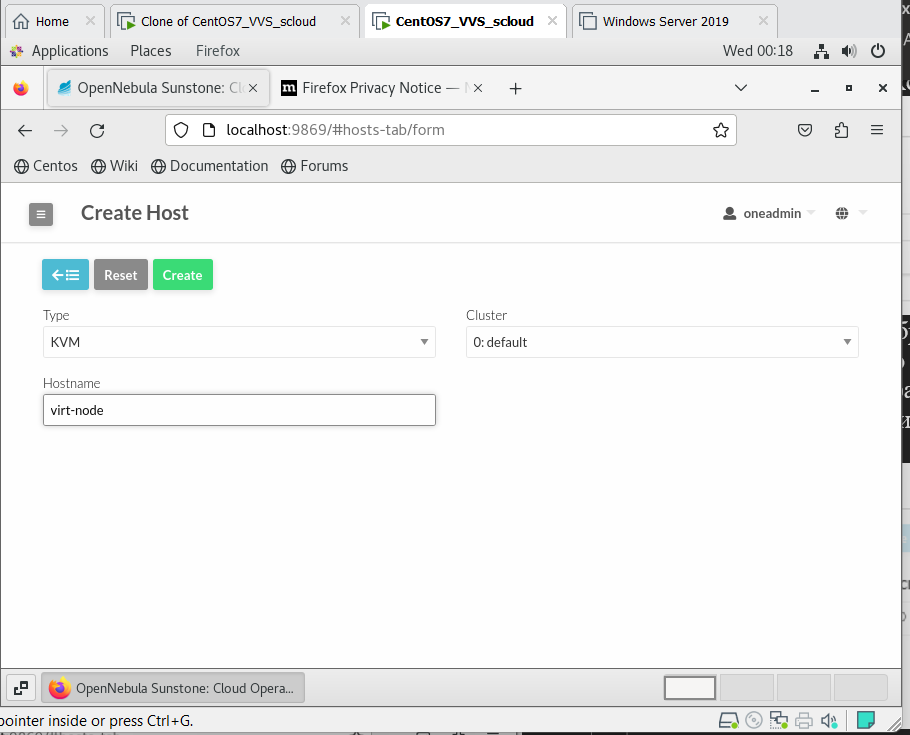 Home
Clone of CentOS7_VVS_scloud
CentOS7_VVS_scloud
Windows Server 2019
Applications Places Firefox Wed 00:18
OpenNebula Sunstone: Cl
Firefox Privacy Notice —
localhost:9869/#hosts-tab/form
Centos Wiki Documentation Forums
Create Host
oneadmin
Reset Create
Type
KVM
Cluster
0: default
Hostname
virt-node
OpenNebula Sunstone: Cloud Opera...
pointer inside or press Ctrl+G.